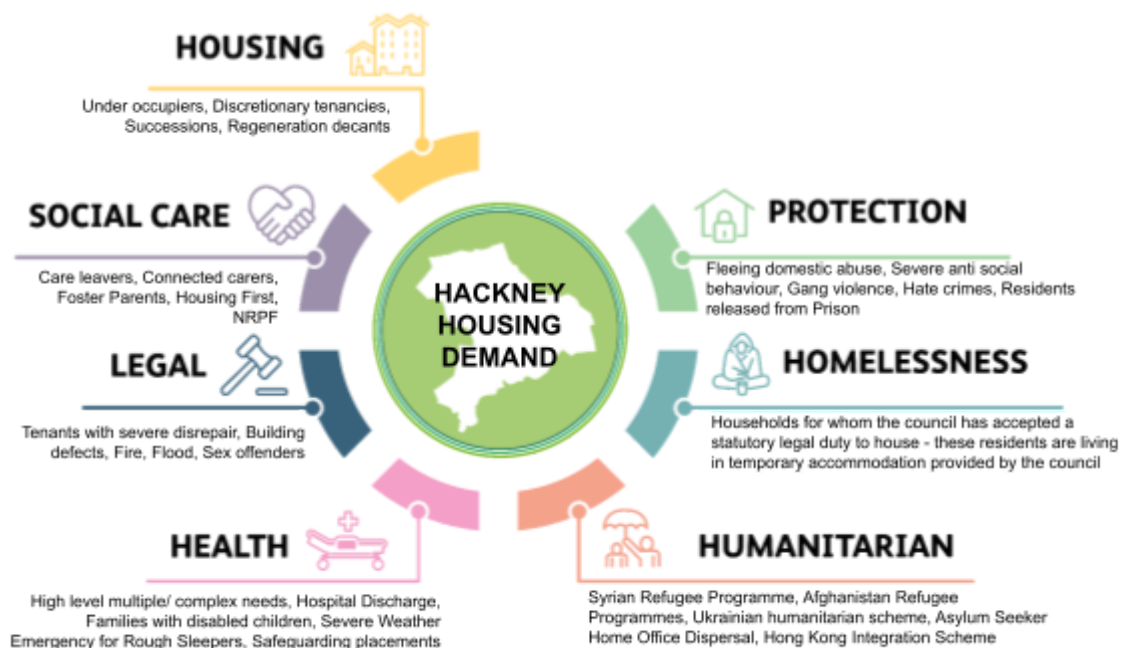 HOUSING
Under occupiers, Discretionary tenancies,
Successions, Regeneration decants
SOCIAL CARE
Care leavers, Connected carers,
Foster Parents, Housing First,
NRPF
LEGAL
Tenants with severe disrepair, Building
defects, Fire, Flood, Sex offenders
HEALTH
High level multiple/ complex needs, Hospital Discharge,
Families with disabled children, Severe Weather
Emergency for Rough Sleepers, Safeguarding placements
HACKNEY
HOUSING
DEMAND
PROTECTION
Fleeing domestic abuse, Severe anti social
behaviour, Gang violence, Hate crimes, Residents
released from Prison
HOMELESSNESS
Households for whom the council has accepted a
statutory legal duty to house - these residents are living
in temporary accommodation provided by the council
HUMANITARIAN
Syrian Refugee Programme, Afghanistan Refugee
Programmes, Ukrainian humanitarian scheme, Asylum Seeker
Home Office Dispersal, Hong Kong Integration Scheme